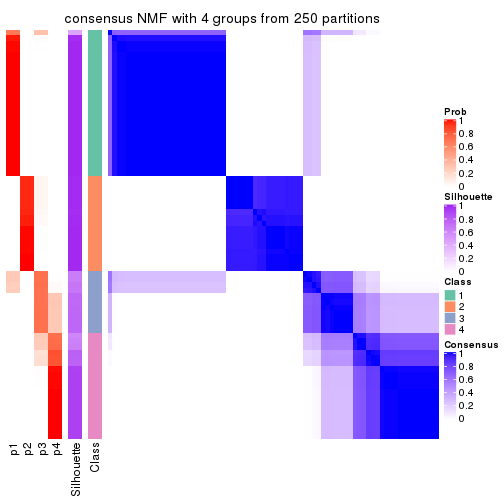 consensus NMF with 4 groups from 250 partitions
Prob
1
0.8
0.6
0.4
0.2
0
Silhouette
1
0.8
0.6
0.4
0.2
0
Class
1
2
3
4
Consensus
1
0.8
0.6
0.4
0.2
0
p1
p2
p3
p4
Silhouette
Class